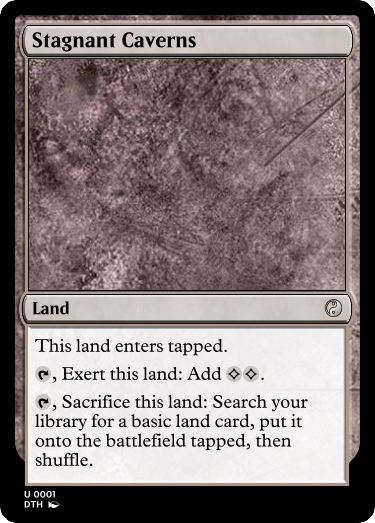 Stagnant Caverns
Land
This land enters tapped.
, Exert this land: Add .
, Sacrifice this land: Search your
library for a basic land card, put it
onto the battlefield tapped, then
shuffle.
U 0001
DTH